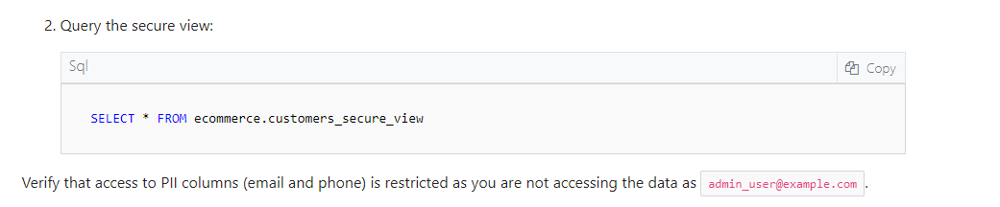 2. Query the secure view:
Sql
Copy
SELECT * FROM ecommerce.customers_secure_view
Verify that access to PII columns (email and phone) is restricted as you are not accessing the data as admin_user@example.com.